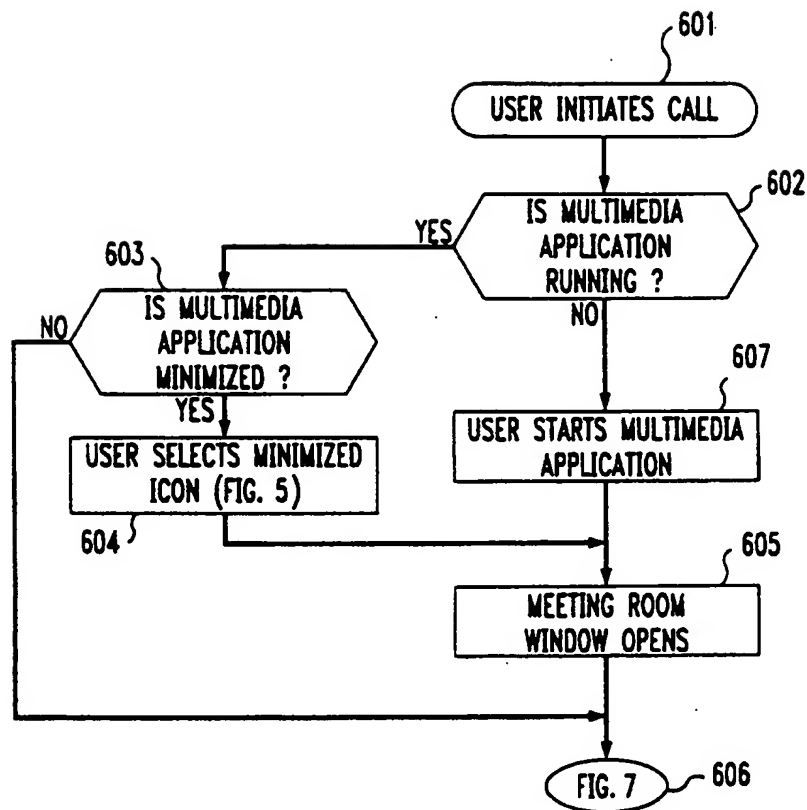 601
USER INITIATES CALL
602
IS MULTIMEDIA
APPLICATION
RUNNING ?
YES
NO
603
IS MULTIMEDIA
APPLICATION
MINIMIZED ?
NO
YES
607
USER STARTS MULTIMEDIA
APPLICATION
USER SELECTS MINIMIZED
ICON (FIG. 5)
604
605
MEETING ROOM
WINDOW OPENS
FIG. 7
606